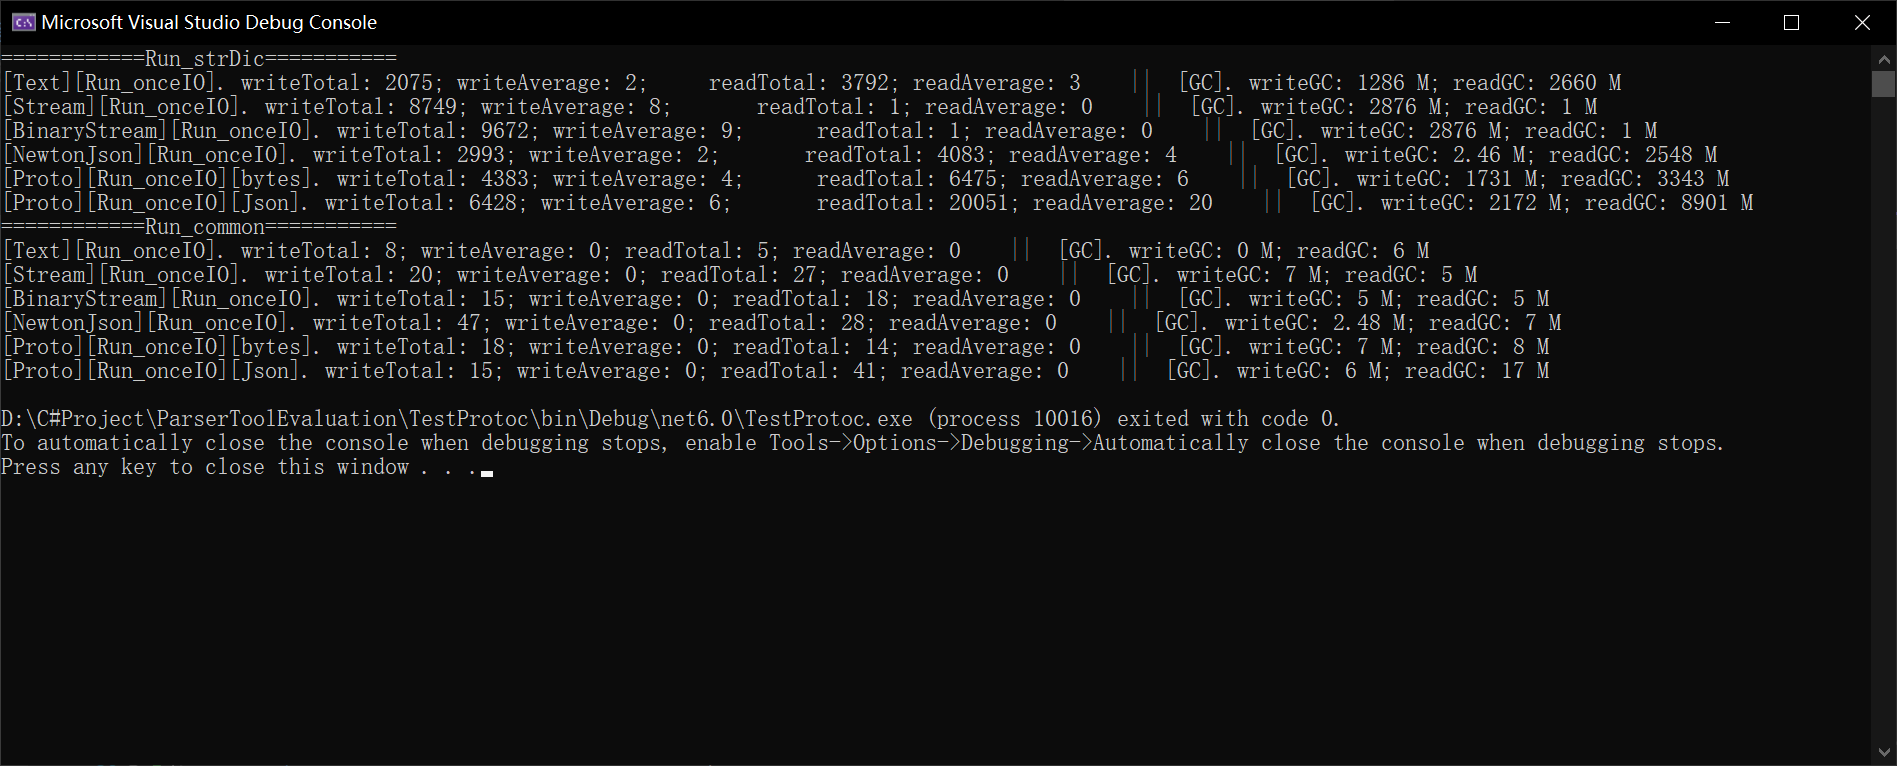 Microsoft Visual Studio Debug Console
============Run_strDic===========
[Text][Run_onceIO]. writeTotal: 2075; writeAverage: 2;     readTotal: 3792; readAverage: 3    ||  [GC]. writeGC: 1286 M; readGC: 2660 M
[Stream][Run_onceIO]. writeTotal: 8749; writeAverage: 8;       readTotal: 1; readAverage: 0    ||  [GC]. writeGC: 2876 M; readGC: 1 M
[BinaryStream][Run_onceIO]. writeTotal: 9672; writeAverage: 9;      readTotal: 1; readAverage: 0    ||  [GC]. writeGC: 2876 M; readGC: 1 M
[NewtonJson][Run_onceIO]. writeTotal: 2993; writeAverage: 2;       readTotal: 4083; readAverage: 4    ||  [GC]. writeGC: 2.46 M; readGC: 2548 M
[Proto][Run_onceIO][bytes]. writeTotal: 4383; writeAverage: 4;      readTotal: 6475; readAverage: 6    ||  [GC]. writeGC: 1731 M; readGC: 3343 M
[Proto][Run_onceIO][Json]. writeTotal: 6428; writeAverage: 6;       readTotal: 20051; readAverage: 20    ||  [GC]. writeGC: 2172 M; readGC: 8901 M
============Run_common===========
[Text][Run_onceIO]. writeTotal: 8; writeAverage: 0; readTotal: 5; readAverage: 0    ||  [GC]. writeGC: 0 M; readGC: 6 M
[Stream][Run_onceIO]. writeTotal: 20; writeAverage: 0; readTotal: 27; readAverage: 0    ||  [GC]. writeGC: 7 M; readGC: 5 M
[BinaryStream][Run_onceIO]. writeTotal: 15; writeAverage: 0; readTotal: 18; readAverage: 0    ||  [GC]. writeGC: 5 M; readGC: 5 M
[NewtonJson][Run_onceIO]. writeTotal: 47; writeAverage: 0; readTotal: 28; readAverage: 0    ||  [GC]. writeGC: 2.48 M; readGC: 7 M
[Proto][Run_onceIO][bytes]. writeTotal: 18; writeAverage: 0; readTotal: 14; readAverage: 0    ||  [GC]. writeGC: 7 M; readGC: 8 M
[Proto][Run_onceIO][Json]. writeTotal: 15; writeAverage: 0; readTotal: 41; readAverage: 0    ||  [GC]. writeGC: 6 M; readGC: 17 M
D:\C#Project\ParserToolEvaluation\TestProtoc\bin\Debug\net6.0\TestProtoc.exe (process 10016) exited with code 0.
To automatically close the console when debugging stops, enable Tools->Options->Debugging->Automatically close the console when debugging stops.
Press any key to close this window . . .